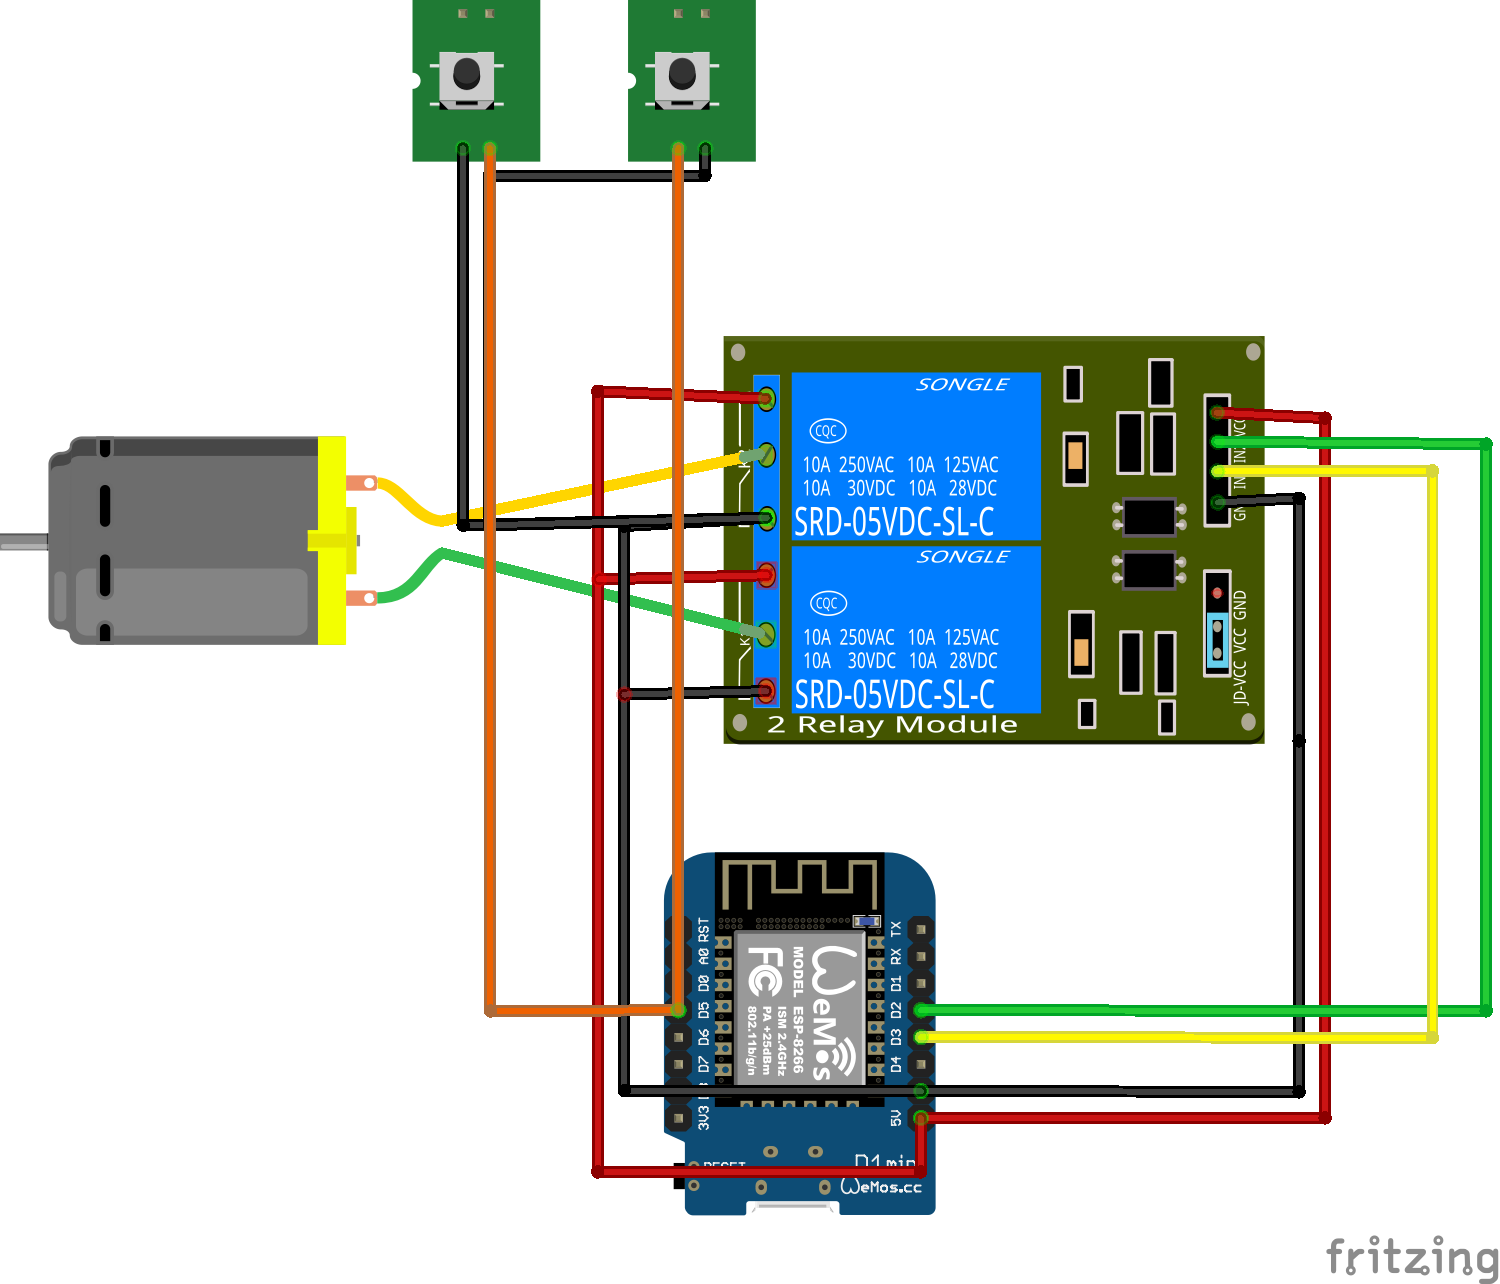 SONGLE
CQC
10A 250VAC 10A 125VAC
10A 30VDC 10A 28VDC
SRD-05VDC-SL-C
SONGLE
CQC
10A 250VAC 10A 125VAC
10A 30VDC 10A 28VDC
SRD-05VDC-SL-C
2 Relay Module
VCC
JD-VCC VCC GND
RST
A0
D0
D5
D6
D7
3V3
TX
RX
D1
D2
D3
D4
5V
WeMos
MODEL ESP-8266
ISM 2.4GHz
PA +25dBm
802.11b/g/n
FC
RESET
D1 mini
WeMos.cc
fritzing